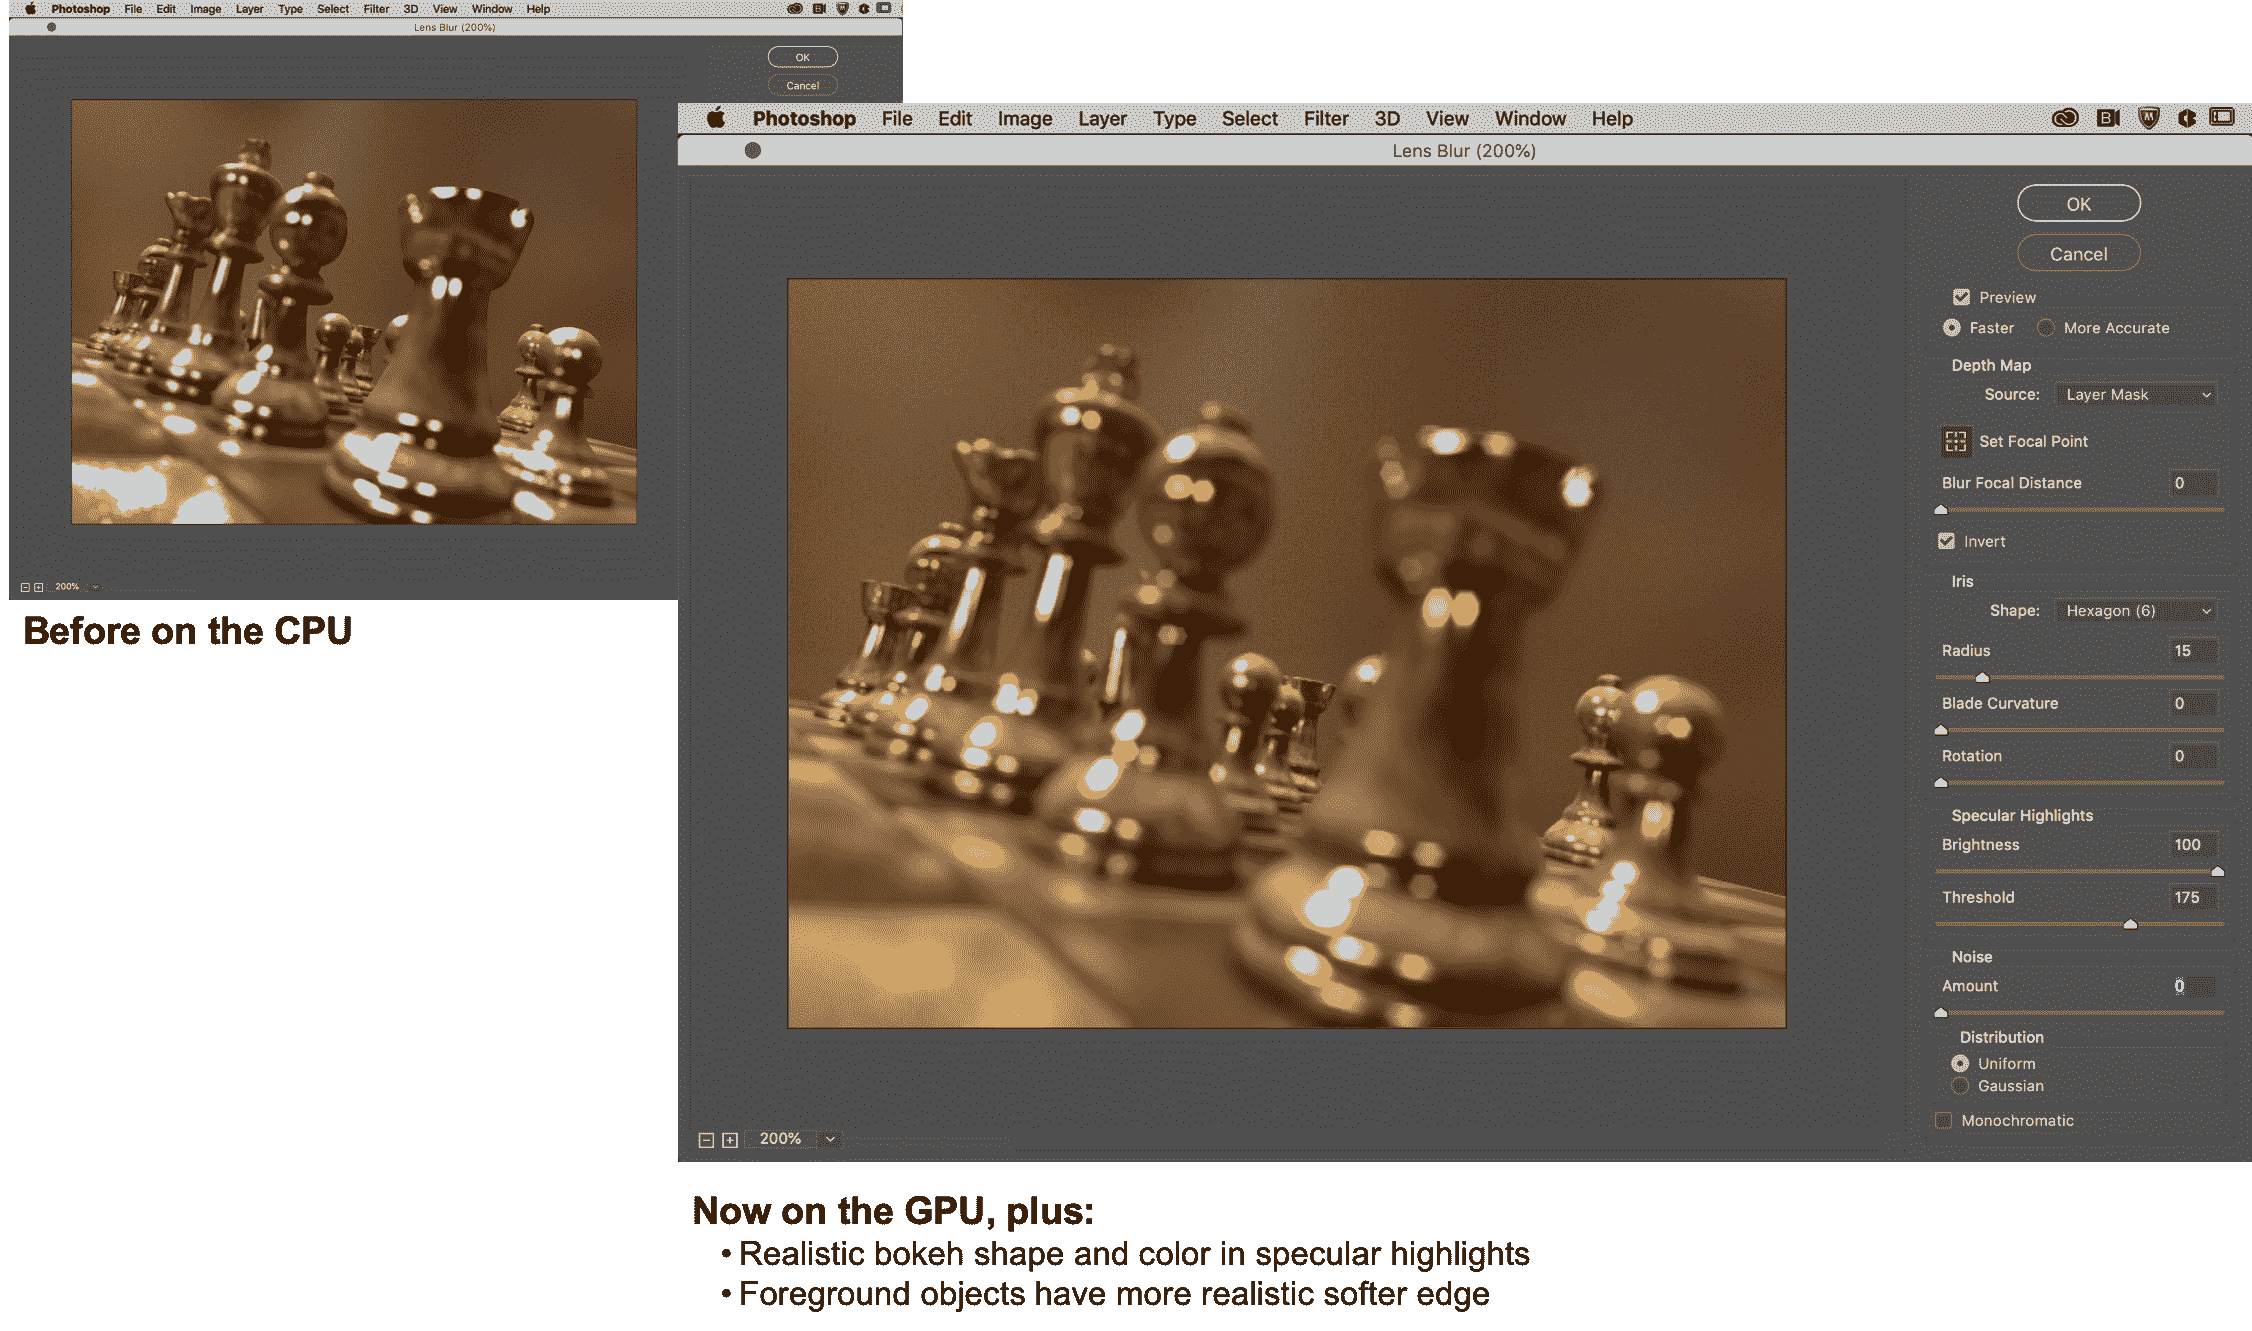 Photoshop File Edit Image Layer Type Select Filter 3D View Window Help
Lens Blur (200%)
OK
Cancel
200%
Before on the CPU
Photoshop File Edit Image Layer Type Select Filter 3D View Window Help
Lens Blur (200%)
OK
Cancel
Preview
Faster More Accurate
Depth Map
Source: Layer Mask
Set Focal Point
Blur Focal Distance 0
Invert
Iris
Shape: Hexagon (6)
Radius 15
Blade Curvature 0
Rotation 0
Specular Highlights
Brightness 100
Threshold 175
Noise
Amount 0
Distribution
Uniform
Gaussian
Monochromatic
200%
Now on the GPU, plus:
• Realistic bokeh shape and color in specular highlights
• Foreground objects have more realistic softer edge